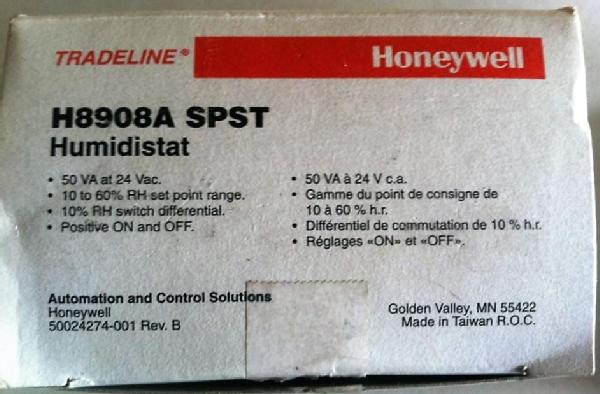 TRADELINE®
Honeywell
H8908A SPST
Humidistat
• 50 VA at 24 Vac.
• 10 to 60% RH set point range.
• 10% RH switch differential.
• Positive ON and OFF.
• 50 VA à 24 V c.a.
• Gamme du point de consigne de
10 à 60 % h.r.
• Différentiel de commutation de 10 % h.r.
• Réglages «ON» et «OFF».
Automation and Control Solutions
Honeywell
50024274-001 Rev. B
Golden Valley, MN 55422
Made in Taiwan R.O.C.